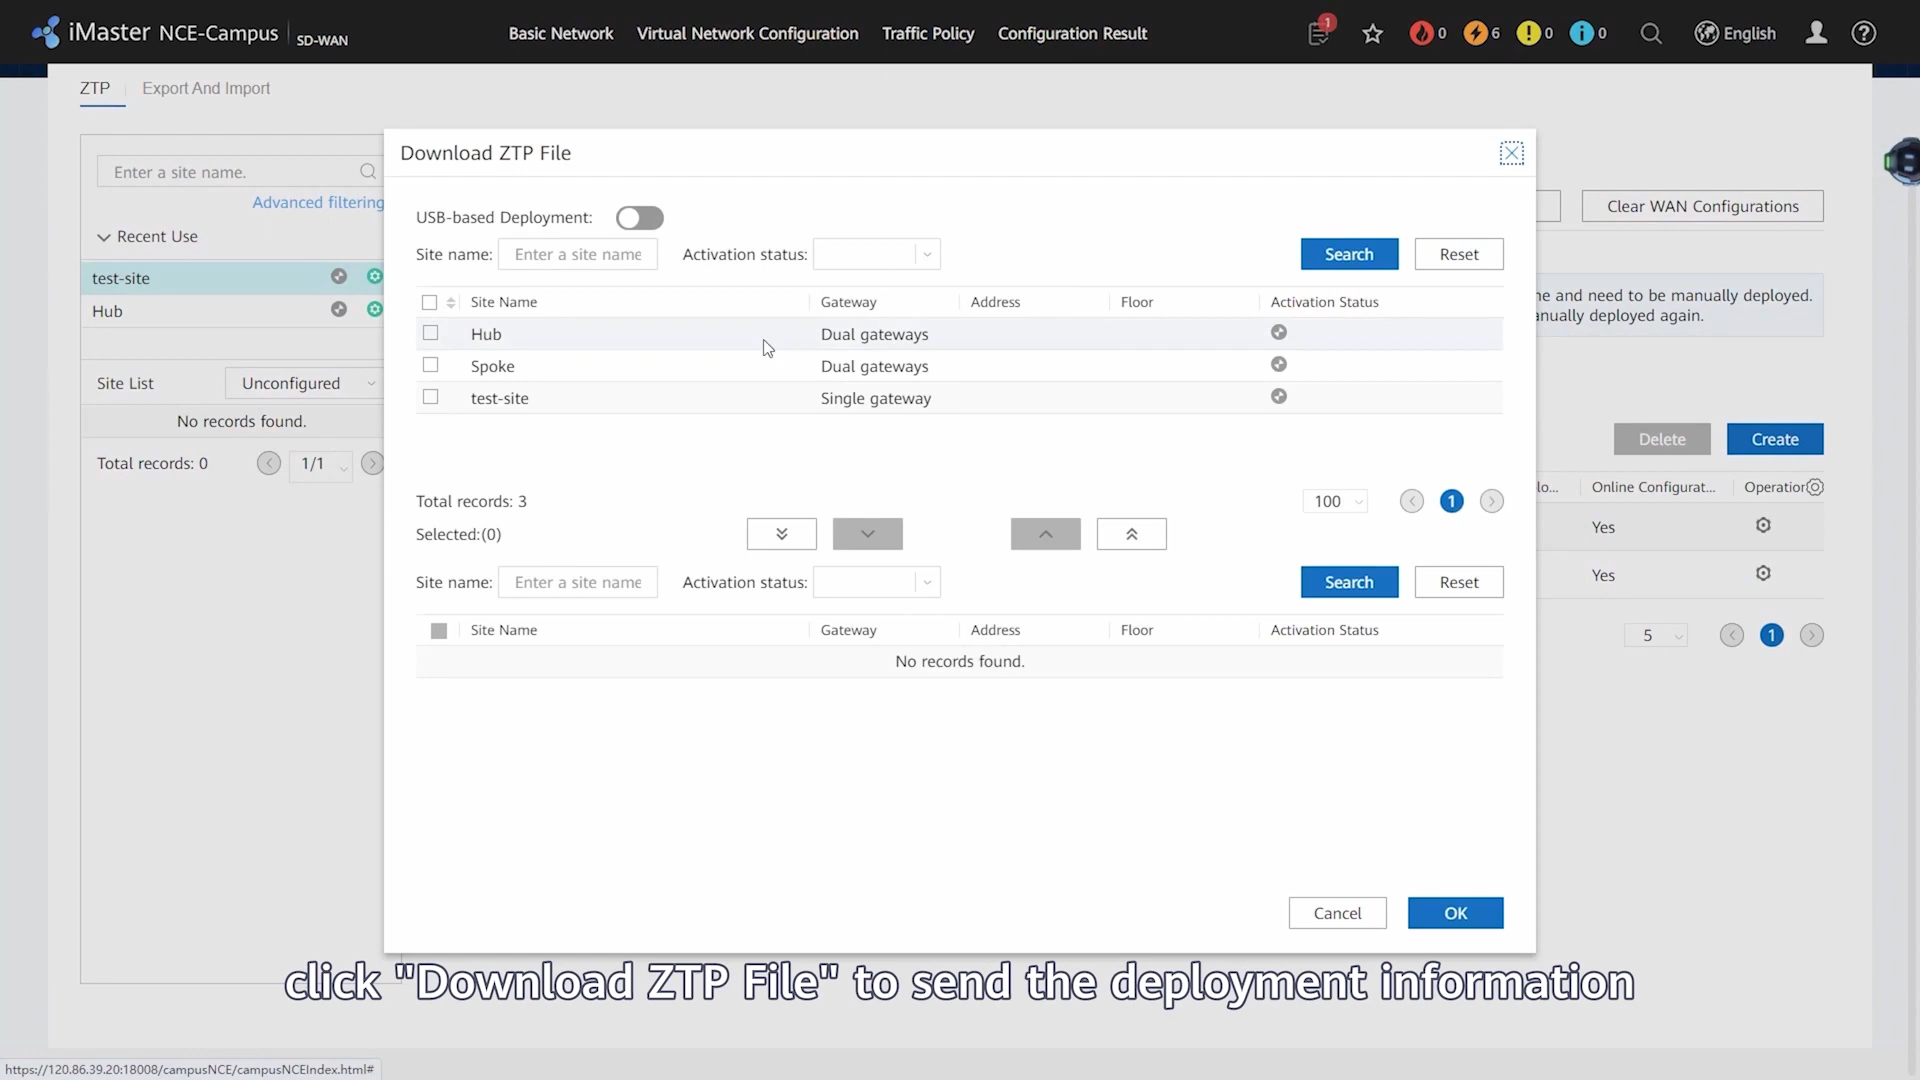 iMaster NCE-Campus SD-WAN
Basic Network Virtual Network Configuration Traffic Policy Configuration Result
1 0 6 0 0 English
ZTP Export And Import
Enter a site name.
Advanced filtering
Recent Use
test-site
Hub
Site List Unconfigured
No records found.
Total records: 0 1/1
Download ZTP File
USB-based Deployment:
Site name: Enter a site name Activation status: Search Reset
Site Name Gateway Address Floor Activation Status
Hub Dual gateways
Spoke Dual gateways
test-site Single gateway
Total records: 3 100 1
Selected:(0)
Site name: Enter a site name Activation status: Search Reset
Site Name Gateway Address Floor Activation Status
No records found.
Cancel OK
Clear WAN Configurations
ne and need to be manually deployed.
anually deployed again.
Delete Create
lo... Online Configurat... Operation
Yes
Yes
5 1
click "Download ZTP File" to send the deployment information
https://120.86.39.20:18008/campusNCE/campusNCEIndex.html#